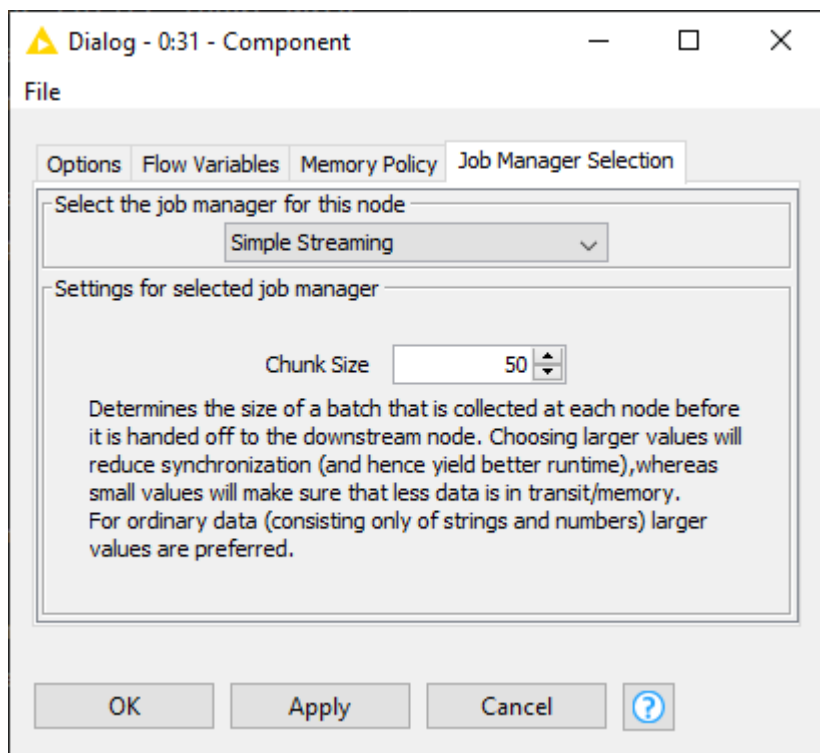 Dialog - 0:31 - Component
File
Options Flow Variables Memory Policy Job Manager Selection
Select the job manager for this node
Simple Streaming
Settings for selected job manager
Chunk Size 50
Determines the size of a batch that is collected at each node before
it is handed off to the downstream node. Choosing larger values will
reduce synchronization (and hence yield better runtime),whereas
small values will make sure that less data is in transit/memory.
For ordinary data (consisting only of strings and numbers) larger
values are preferred.
OK Apply Cancel ?